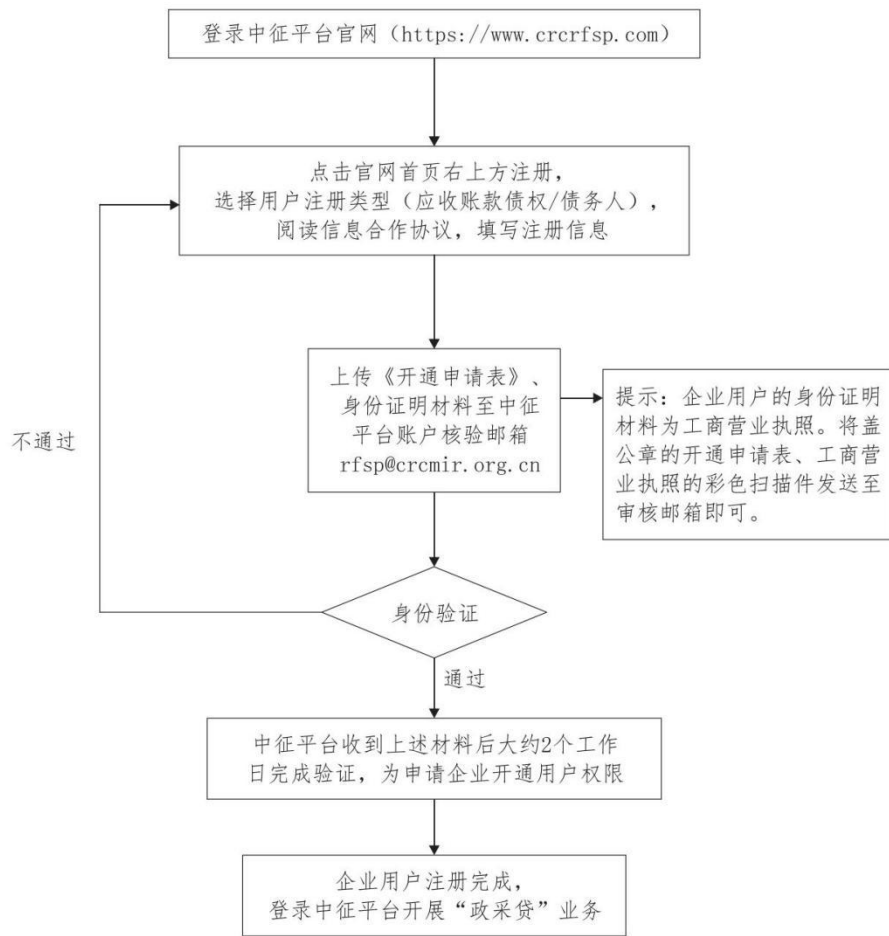 登录中征平台官网（https://www.crcrfsp.com）
点击官网首页右上方注册，
选择用户注册类型（应收账款债权/债务人），
阅读信息合作协议，填写注册信息
上传《开通申请表》、
身份证明材料至中征
平台账户核验邮箱
rfsp@crcmir.org.cn
提示：企业用户的身份证明
材料为工商营业执照。将盖
公章的开通申请表、工商营
业执照的彩色扫描件发送至
审核邮箱即可。
不通过
身份验证
通过
中征平台收到上述材料后大约2个工作
日完成验证，为申请企业开通用户权限
企业用户注册完成，
登录中征平台开展“政采贷”业务